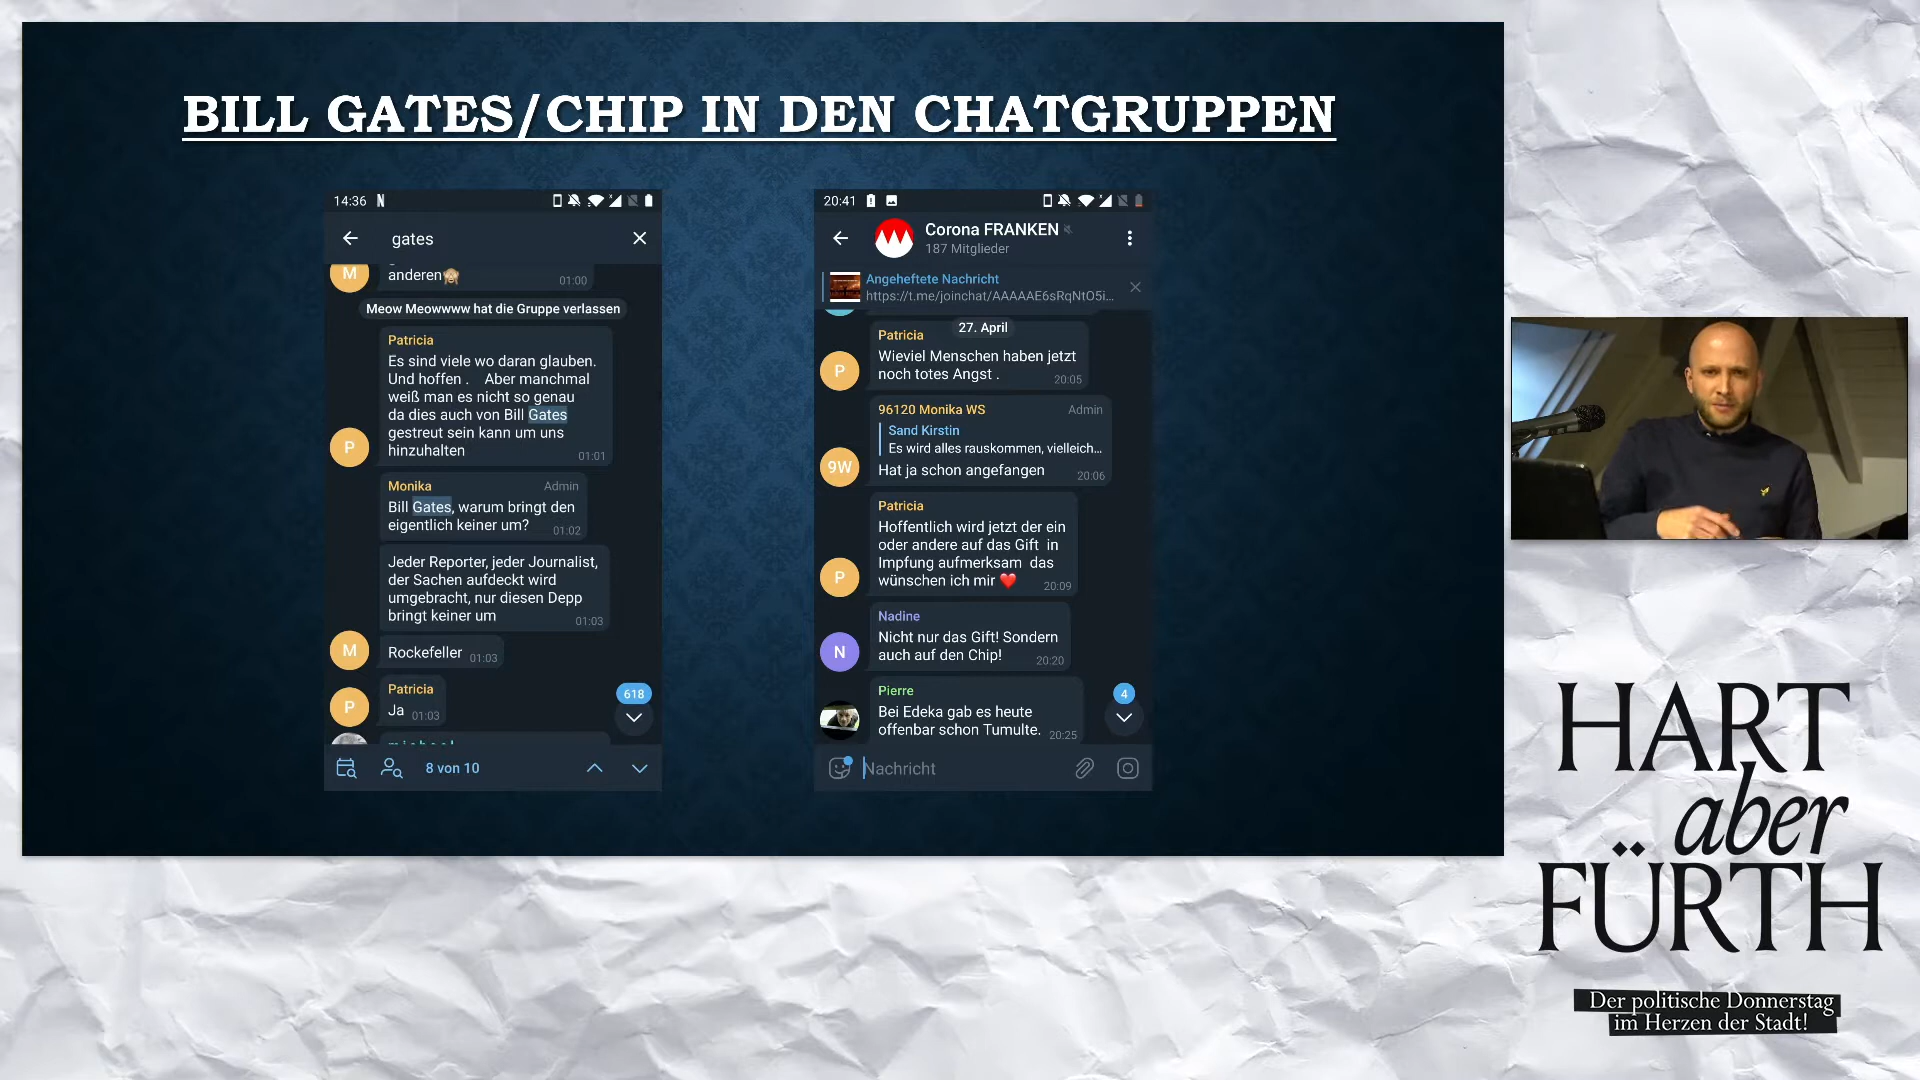 BILL GATES/CHIP IN DEN CHATGRUPPEN
14:36 N
gates
M
anderen🙈 01:00
Meow Meowwww hat die Gruppe verlassen
Patricia
Es sind viele wo daran glauben.
Und hoffen . Aber manchmal
weiß man es nicht so genau
da dies auch von Bill Gates
gestreut sein kann um uns
hinzuhalten
01:01
P
Monika Admin
Bill Gates, warum bringt den
eigentlich keiner um?
01:02
Jeder Reporter, jeder Journalist,
der Sachen aufdeckt wird
umgebracht, nur diesen Depp
bringt keiner um
01:03
M
Rockefeller 01:03
Patricia
P
Ja 01:03
618
8 von 10
20:41
Corona FRANKEN
187 Mitglieder
Angeheftete Nachricht
https://t.me/joinchat/AAAAAE6sRqNtO5i...
27. April
Patricia
Wieviel Menschen haben jetzt
noch totes Angst .
20:05
P
96120 Monika WS Admin
Sand Kirstin
Es wird alles rauskommen, vielleich...
9W
Hat ja schon angefangen
20:06
Patricia
Hoffentlich wird jetzt der ein
oder andere auf das Gift in
Impfung aufmerksam das
wünschen ich mir ❤️
20:09
P
Nadine
Nicht nur das Gift! Sondern
auch auf den Chip!
20:20
N
Pierre
Bei Edeka gab es heute
offenbar schon Tumulte.
20:25
4
Nachricht
HART
aber
FÜRTH
Der politische Donnerstag
im Herzen der Stadt!